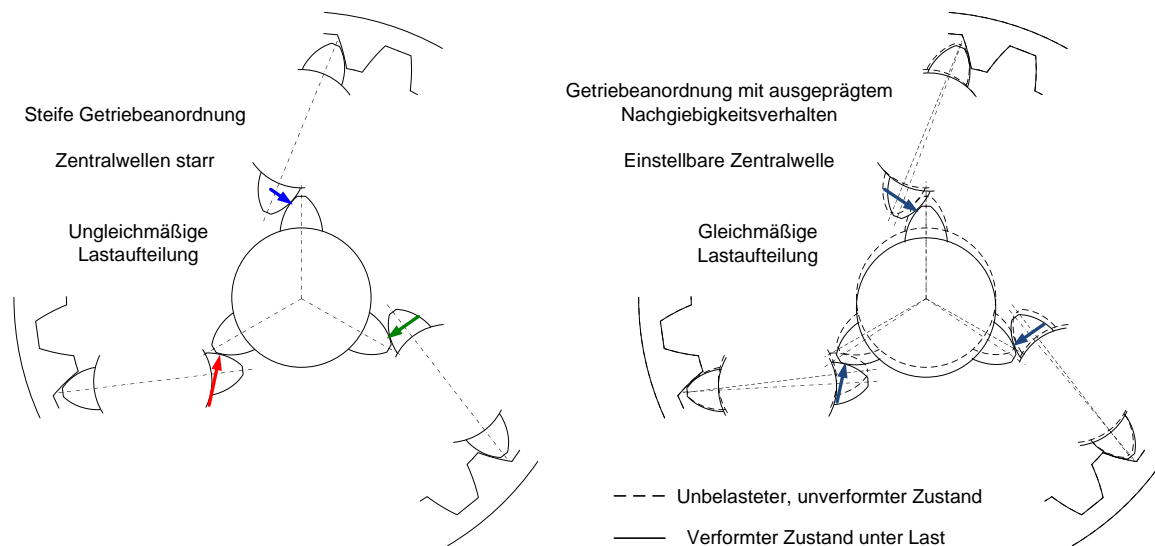 Steife Getriebeanordnung
Zentralwellen starr
Ungleichmäßige
Lastaufteilung
Getriebeanordnung mit ausgeprägtem
Nachgiebigkeitsverhalten
Einstellbare Zentralwelle
Gleichmäßige
Lastaufteilung
Unbelasteter, unverformter Zustand
Verformter Zustand unter Last